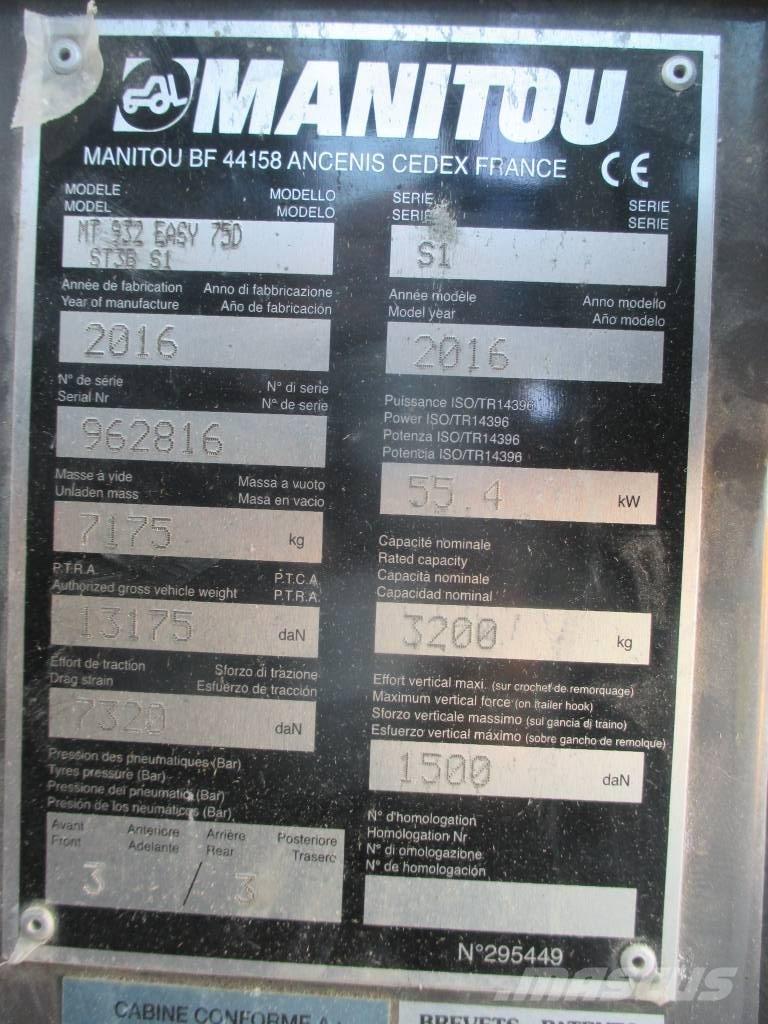 MANITOU
MANITOU BF 44158 ANCENIS CEDEX FRANCE CE
MODELE MODELLO
MODEL MODELO
MT 932 EASY 75D
ST3B S1
SERIE SERIE
SERIE SERIE
S1
Année de fabrication Anno di fabbricazione
Year of manufacture Año de fabricación
2016
Année modèle Anno modello
Model year Año modelo
2016
N° de série N° di serie
Serial Nr N° de serie
962816
Puissance ISO/TR14396
Power ISO/TR14396
Potenza ISO/TR14396
Potencia ISO/TR14396
55.4 kW
Masse à vide Massa a vuoto
Unladen mass Masa en vacio
7175 kg
Capacité nominale
Rated capacity
Capacità nominale
Capacidad nominal
3200 kg
P.T.R.A. P.T.C.A.
Authorized gross vehicle weight P.T.R.A.
13175 daN
Effort vertical maxi. (sur crochet de remorquage)
Maximum vertical force (on trailer hook)
Sforzo verticale massimo (sul gancia di traino)
Esfuerzo vertical máximo (sobre gancho de remolque)
1500 daN
Effort de traction Sforzo di trazione
Drag strain Esfuerzo de tracción
7320 daN
Pression des pneumatiques (Bar)
Tyres pressure (Bar)
Pressione del pneumatici (Bar)
Presión de los neumáticos (Bar)
Avant Anteriore Arrière Posteriore
Front Adelante Rear Trasero
3 / 3
N° d'homologation
Homologation Nr
N° di omologazione
N° de homologación
N°295449
CABINE CONFORME A
BREVETS - PATENT
MASCUS